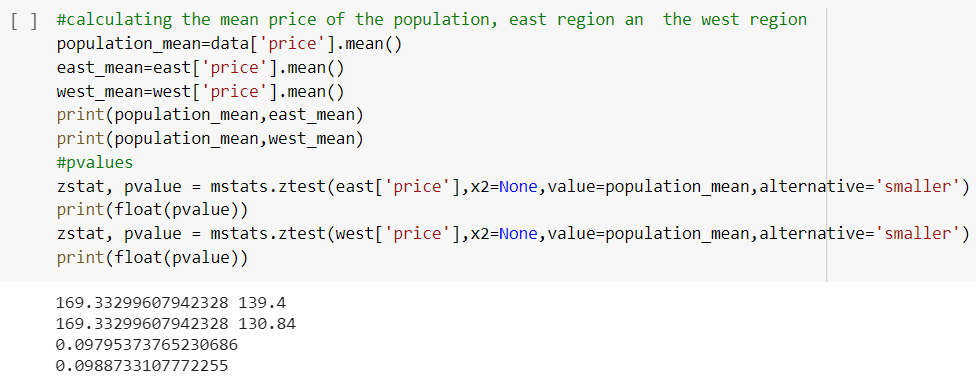 [ ] #calculating the mean price of the population, east region an  the west region
population_mean=data['price'].mean()
east_mean=east['price'].mean()
west_mean=west['price'].mean()
print(population_mean,east_mean)
print(population_mean,west_mean)
#pvalues
zstat, pvalue = mstats.ztest(east['price'],x2=None,value=population_mean,alternative='smaller')
print(float(pvalue))
zstat, pvalue = mstats.ztest(west['price'],x2=None,value=population_mean,alternative='smaller')
print(float(pvalue))
169.33299607942328 139.4
169.33299607942328 130.84
0.09795373765230686
0.0988733107772255